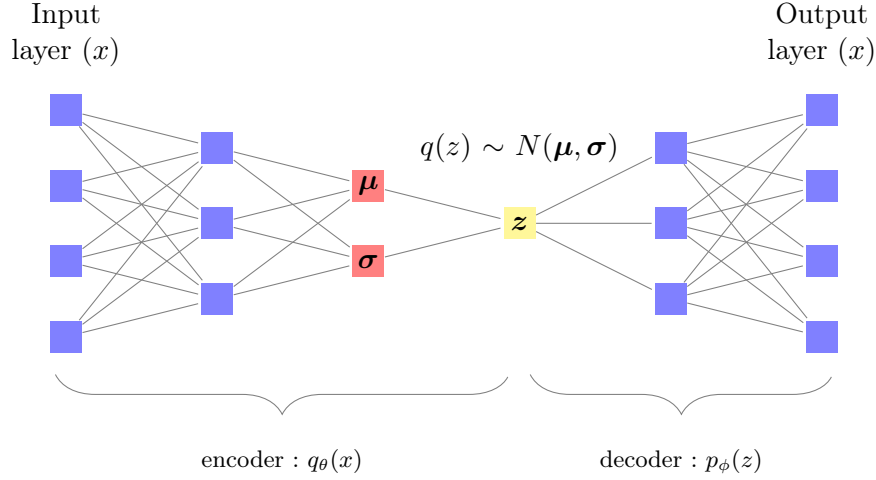 Input
layer (x)
Output
layer (x)
q(z) ∼ N(μ, σ)
μ
z
σ
encoder : q_θ(x)
decoder : p_ϕ(z)